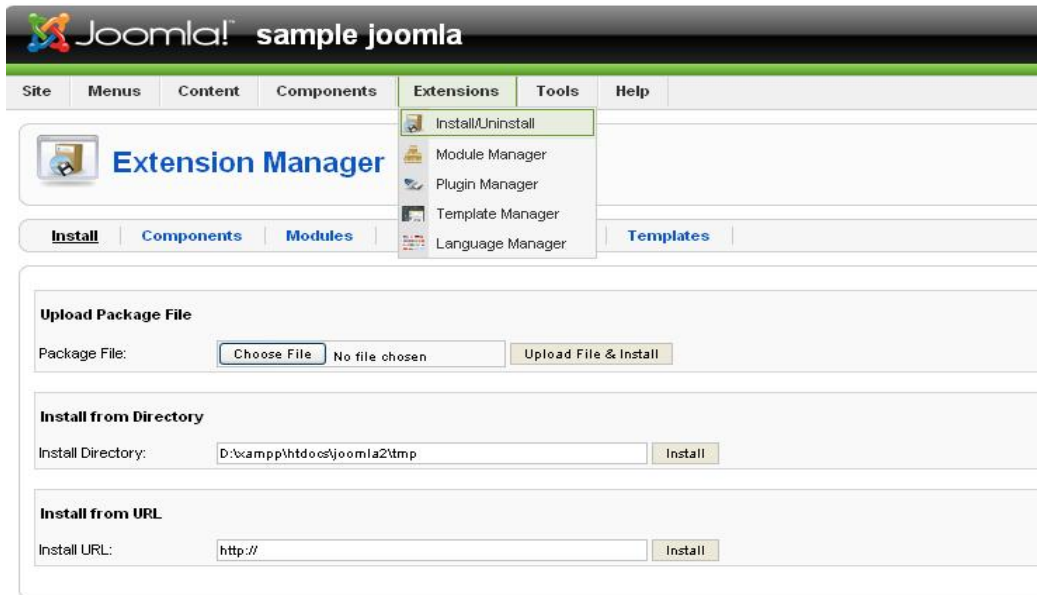 Joomla! sample joomla
Site Menus Content Components Extensions Tools Help
Install/Uninstall
Module Manager
Plugin Manager
Template Manager
Language Manager
Extension Manager
Install Components Modules Templates
Upload Package File
Package File: Choose File No file chosen Upload File & Install
Install from Directory
Install Directory: D:\xampp\htdocs\joomla2\tmp Install
Install from URL
Install URL: http:// Install